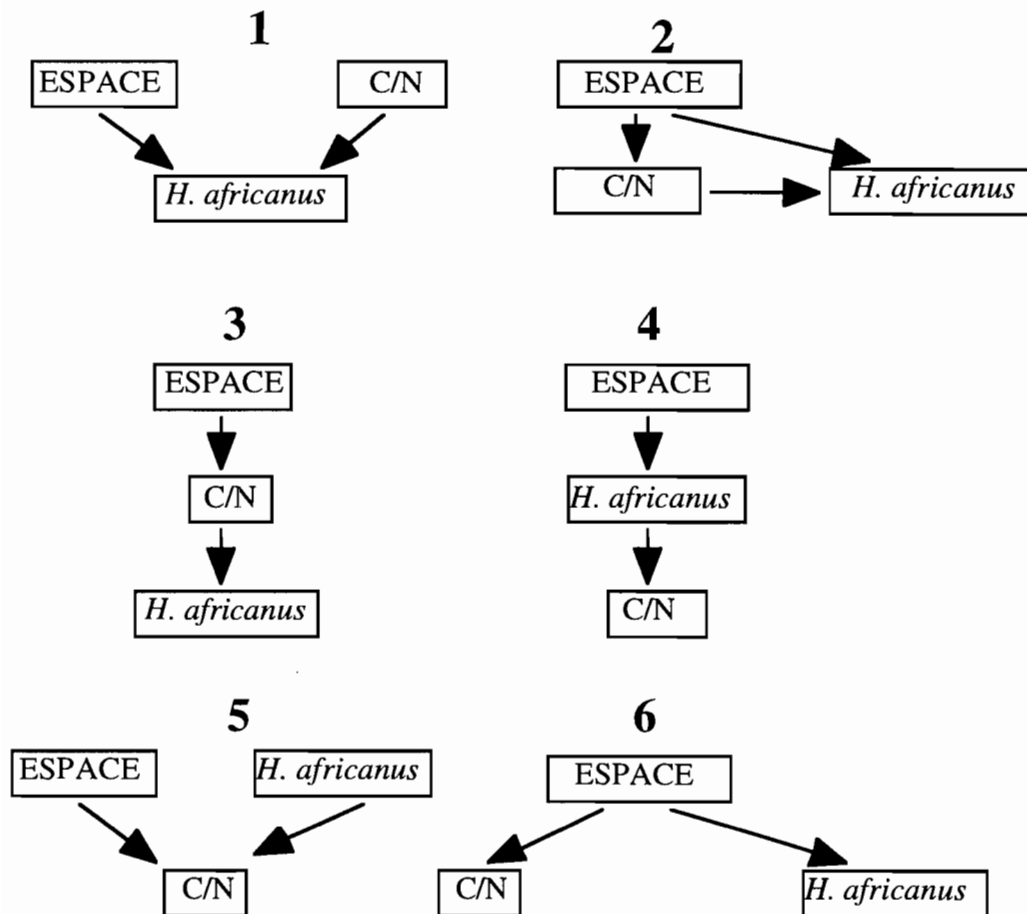 1
ESPACE
C/N
H. africanus
2
ESPACE
C/N
H. africanus
3
ESPACE
C/N
H. africanus
4
ESPACE
H. africanus
C/N
5
ESPACE
H. africanus
C/N
6
ESPACE
C/N
H. africanus